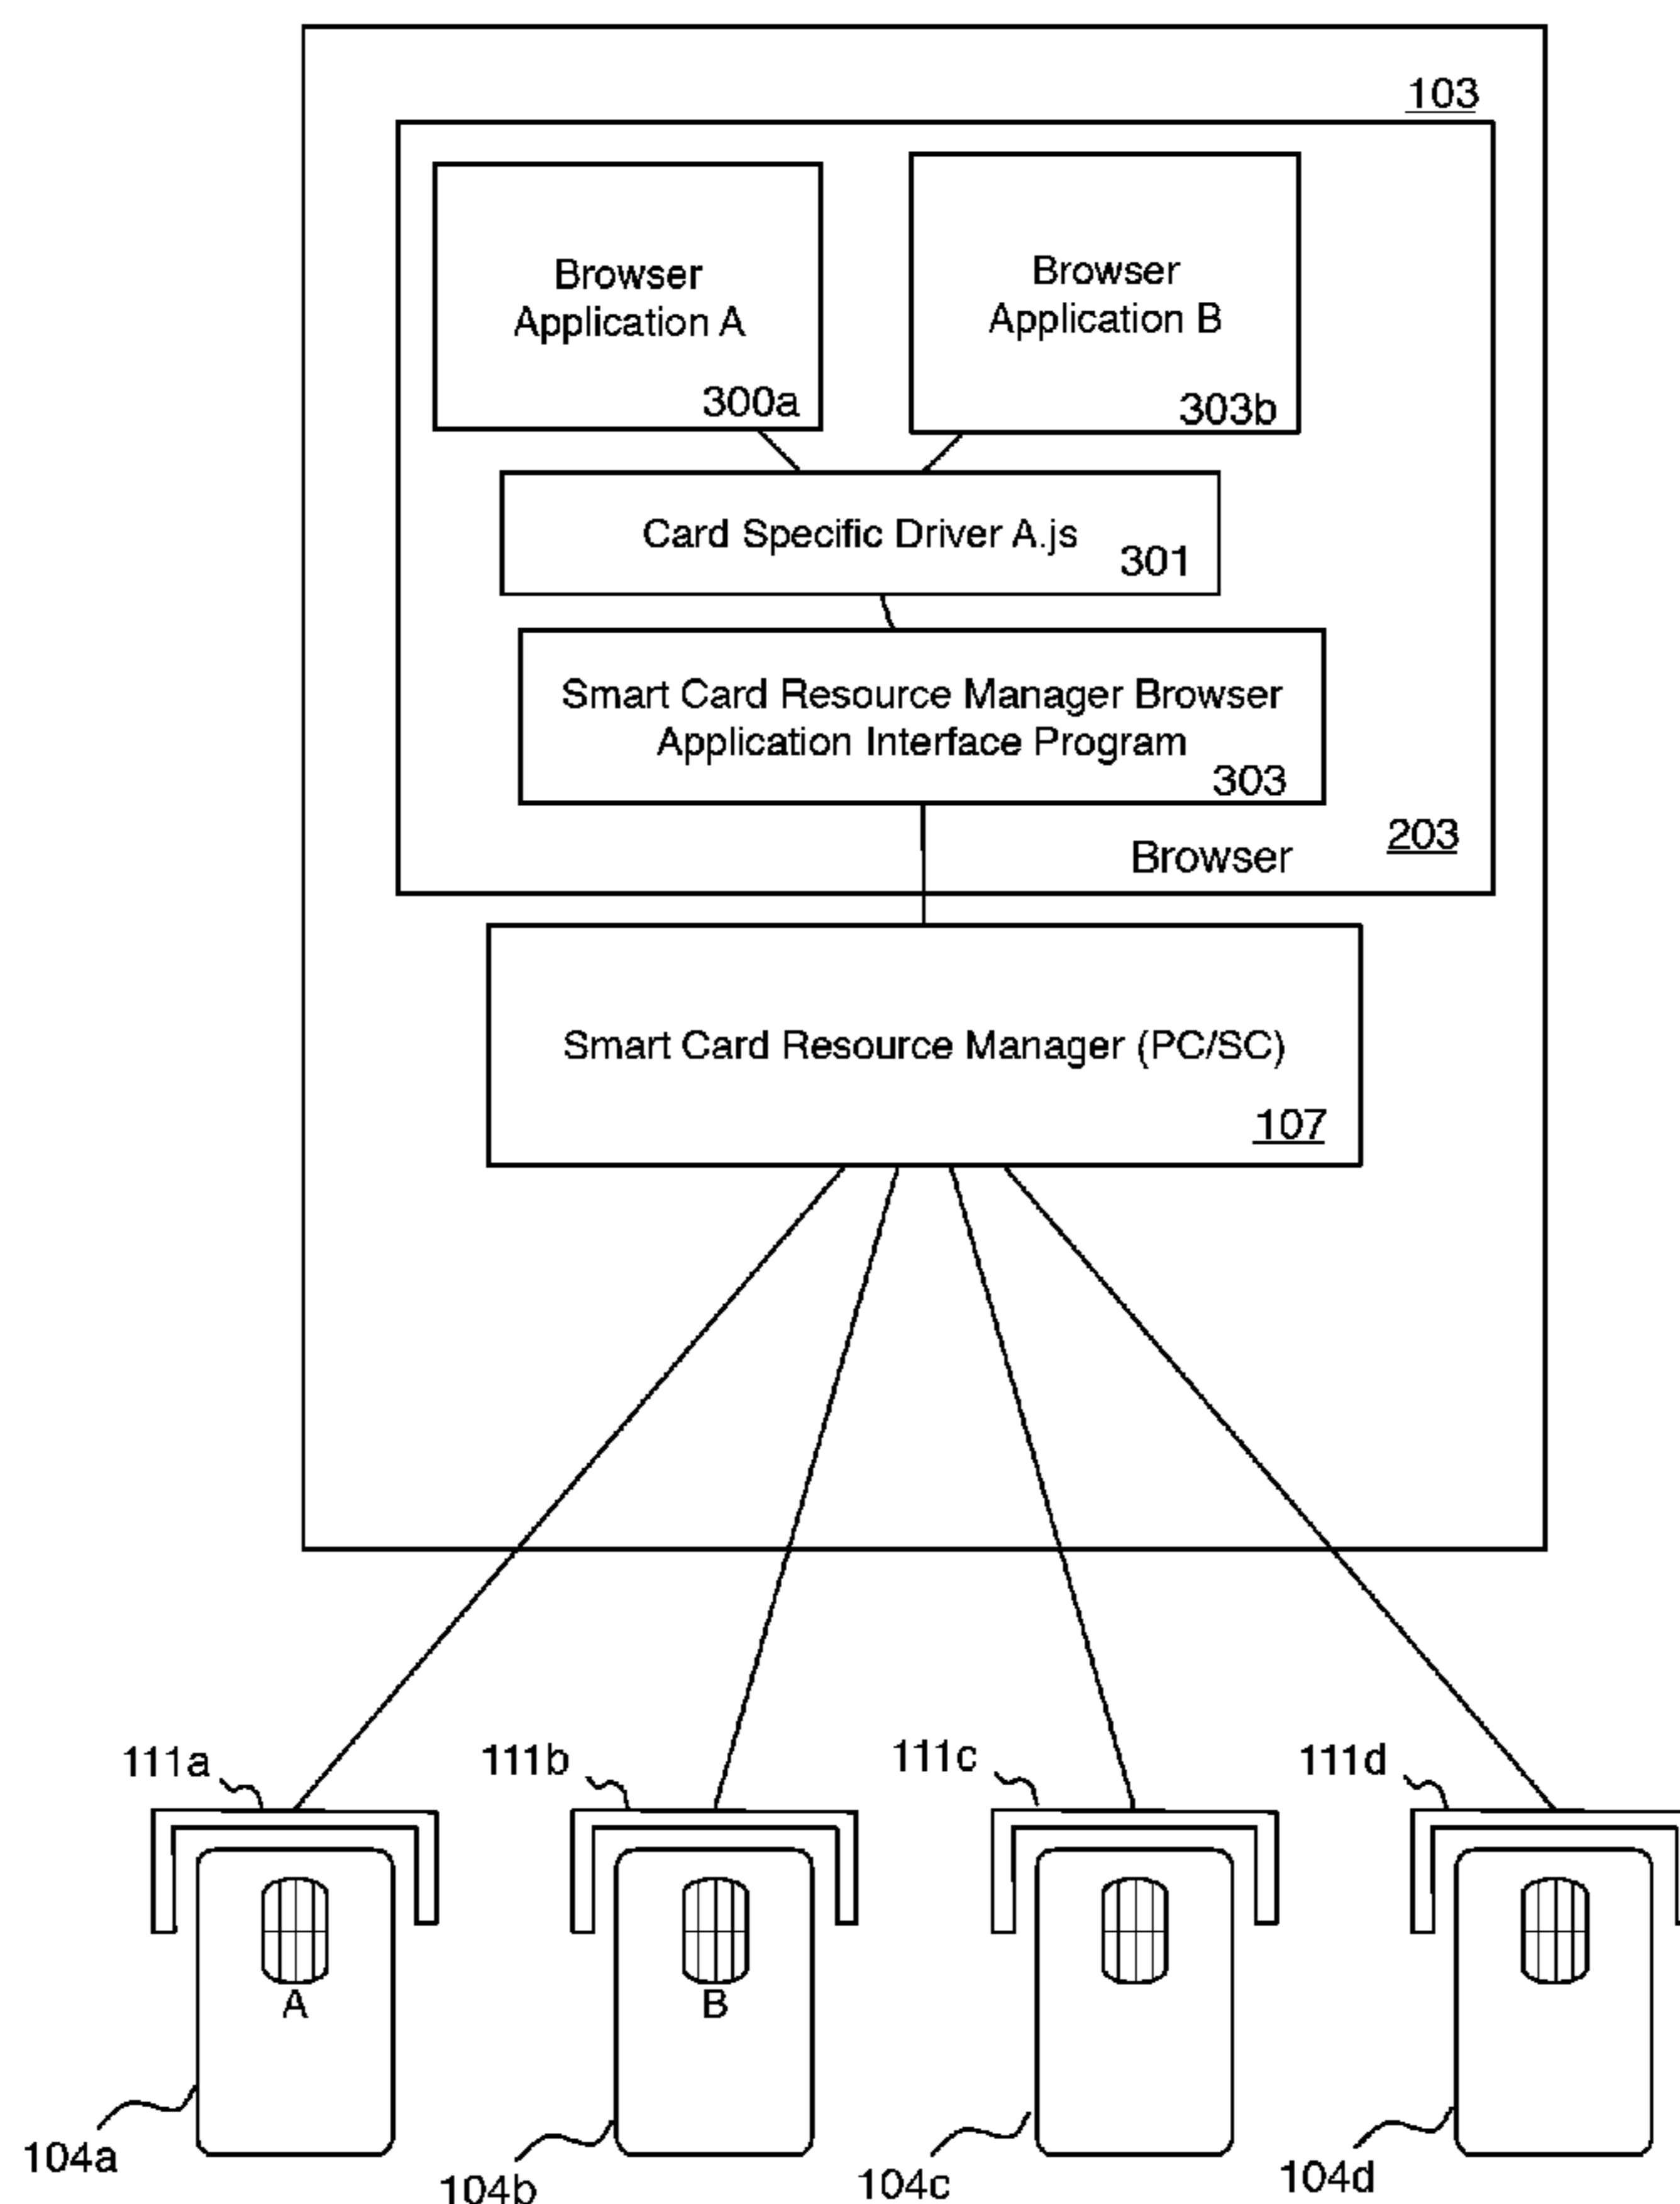 103
Browser
Application A
300a
Browser
Application B
303b
Card Specific Driver A.js
301
Smart Card Resource Manager Browser
Application Interface Program
303
Browser
203
Smart Card Resource Manager (PC/SC)
107
111a
111b
111c
111d
A
B
104a
104b
104c
104d